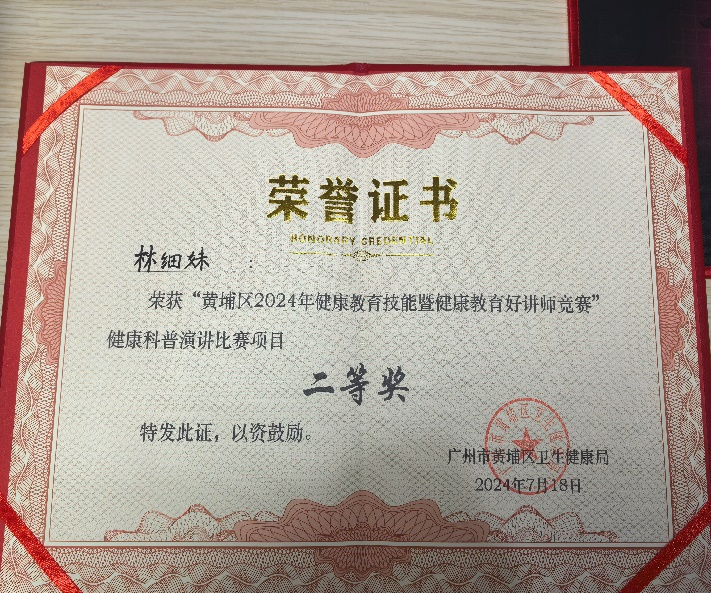 荣誉证书
HONORARY CREDENTIAL
林细妹：
荣获“黄埔区2024年健康教育技能暨健康教育好讲师竞赛”
健康科普演讲比赛项目
二等奖
特发此证，以资鼓励。
广州市黄埔区卫生健康局
2024年7月18日